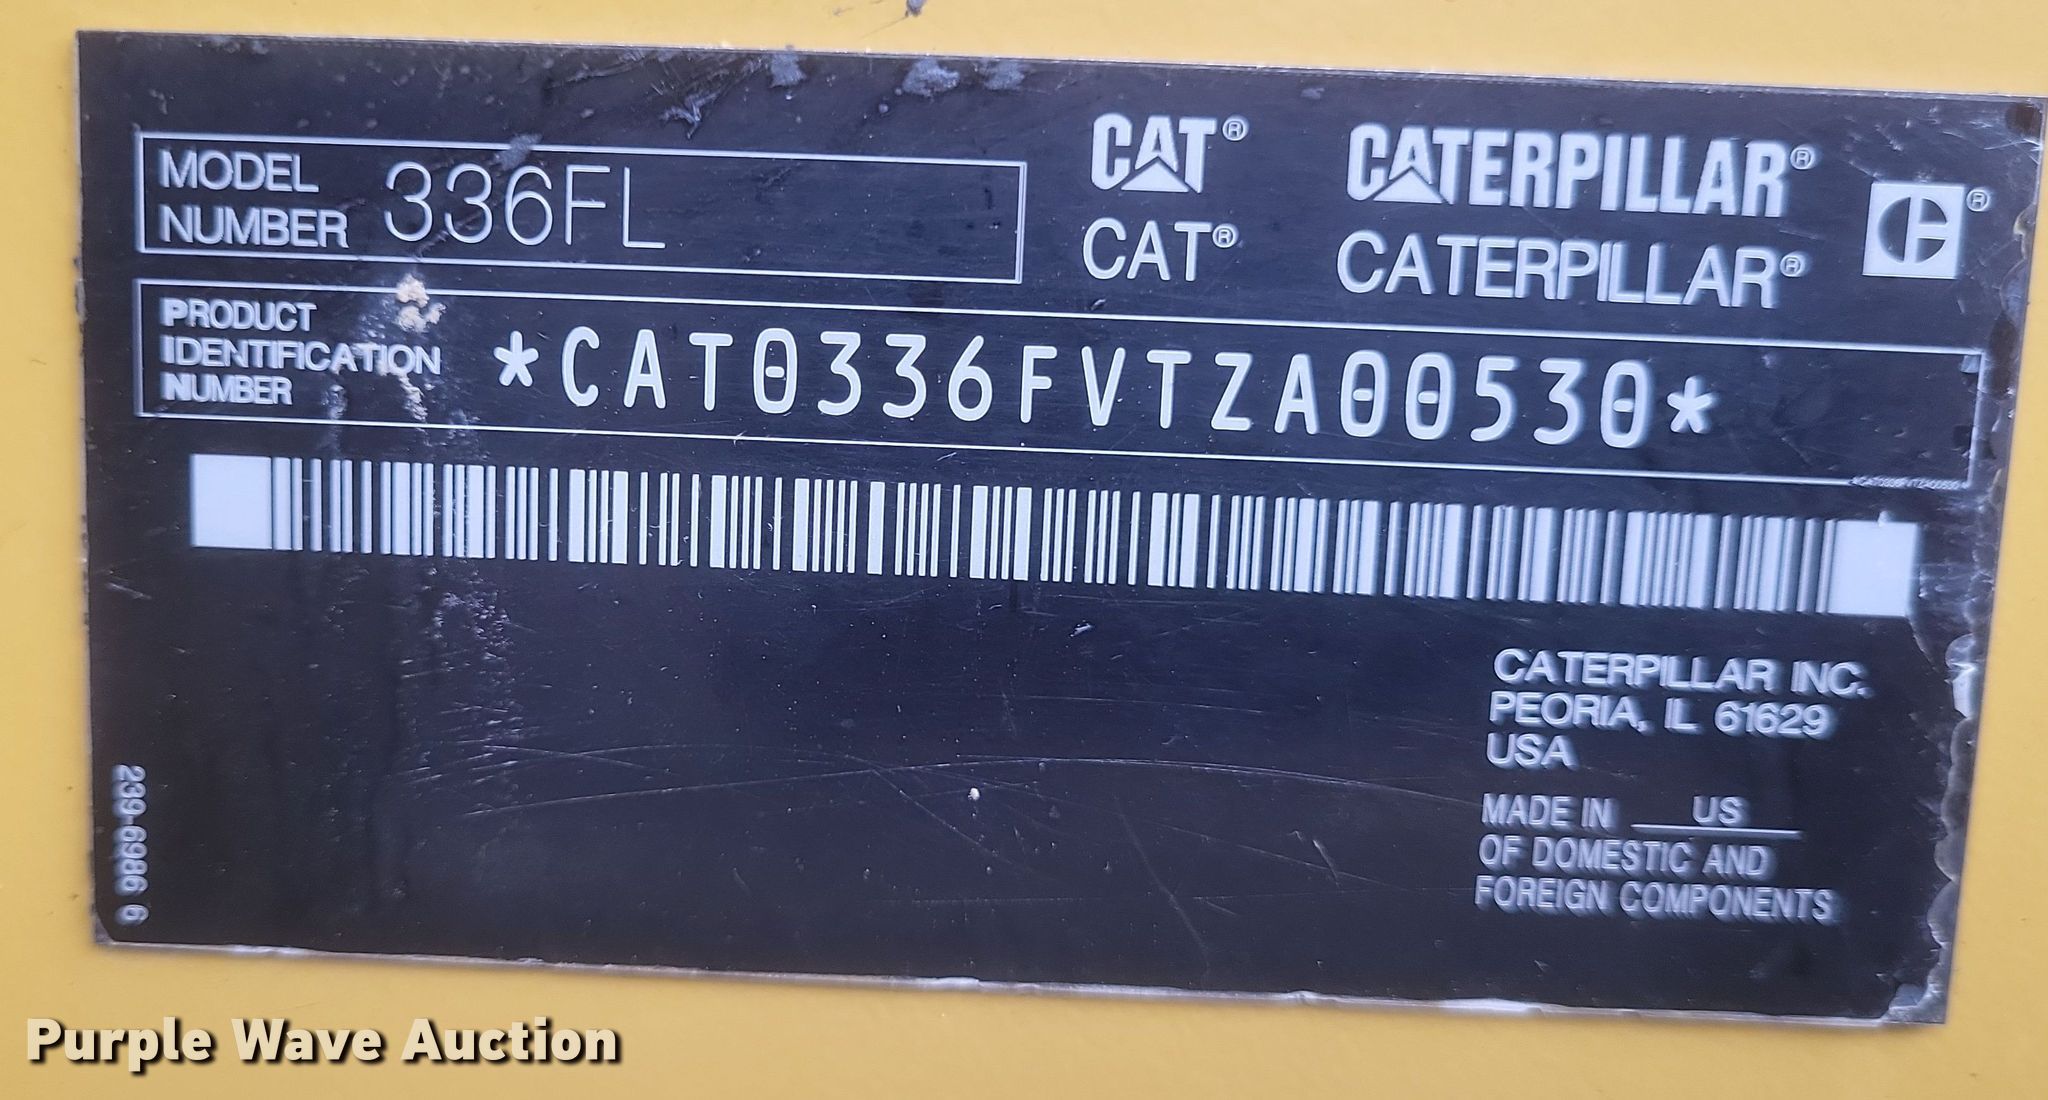 MODEL
NUMBER 336FL
CAT® CATERPILLAR®
CAT® CATERPILLAR® ®
PRODUCT
IDENTIFICATION
NUMBER
*CAT0336FVTZA00530*
*CAT0336FVTZA00530*
CATERPILLAR INC.
PEORIA, IL 61629
USA
MADE IN US
OF DOMESTIC AND
FOREIGN COMPONENTS
239-6986 6
Purple Wave Auction